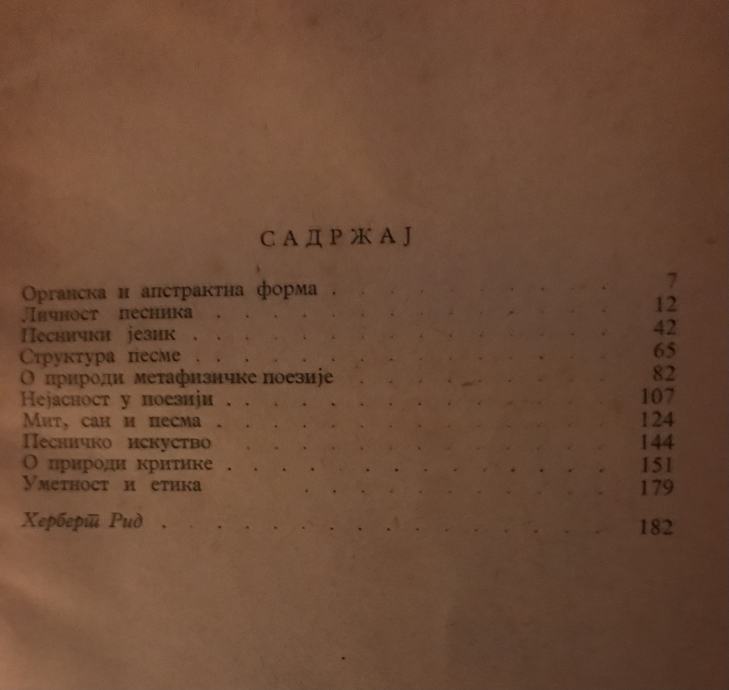 САДРЖАЈ
Органска и апстрактна форма . . . . . . . . . . 7
Личност песника . . . . . . . . . . . . . . 12
Песнички језик . . . . . . . . . . . . . . . 42
Структура песме . . . . . . . . . . . . . . . 65
О природи метафизичке поезије . . . . . . . . . 82
Нејасност у поезији . . . . . . . . . . . . . . 107
Мит, сан и песма . . . . . . . . . . . . . . 124
Песничко искуство . . . . . . . . . . . . . 144
О природи критике . . . . . . . . . . . . . . 151
Уметност и етика . . . . . . . . . . . 179
Херберт Рид . . . . . . . . . . . . . . . . 182